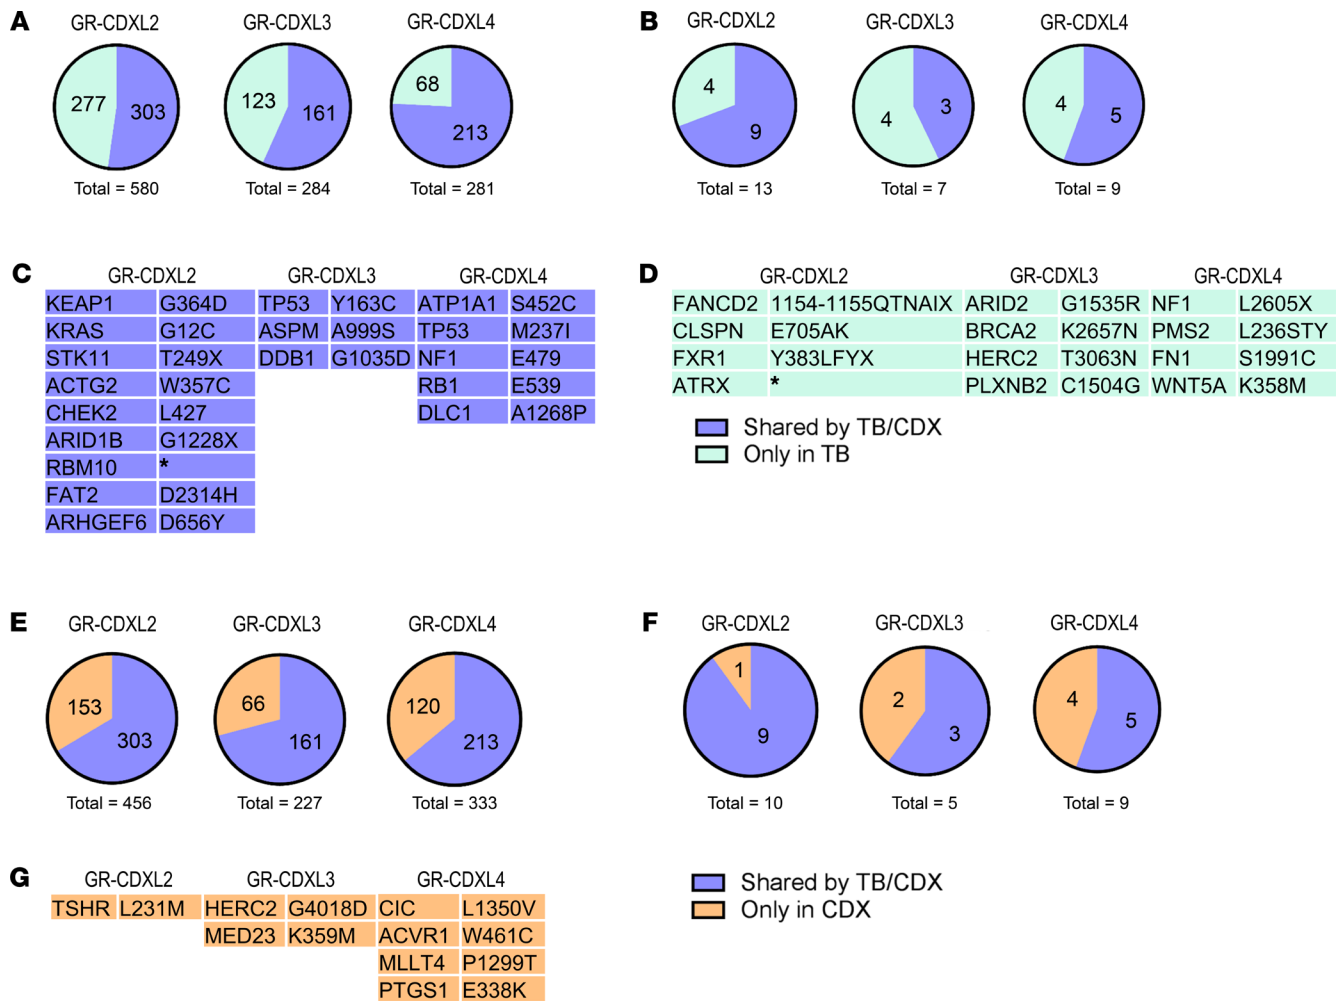 A
GR-CDXL2 GR-CDXL3 GR-CDXL4
277 303 123 161 68 213
Total = 580 Total = 284 Total = 281
B
GR-CDXL2 GR-CDXL3 GR-CDXL4
4 9 4 3 4 5
Total = 13 Total = 7 Total = 9
C
GR-CDXL2 GR-CDXL3 GR-CDXL4
KEAP1 G364D TP53 Y163C ATP1A1 S452C
KRAS G12C ASPM A999S TP53 M237I
STK11 T249X DDB1 G1035D NF1 E479
ACTG2 W357C RB1 E539
CHEK2 L427 DLC1 A1268P
ARID1B G1228X
RBM10 *
FAT2 D2314H
ARHGEF6 D656Y
D
GR-CDXL2 GR-CDXL3 GR-CDXL4
FANCD2 1154-1155QTNAIX ARID2 G1535R NF1 L2605X
CLSPN E705AK BRCA2 K2657N PMS2 L236STY
FXR1 Y383LFYX HERC2 T3063N FN1 S1991C
ATRX * PLXNB2 C1504G WNT5A K358M
Shared by TB/CDX
Only in TB
E
GR-CDXL2 GR-CDXL3 GR-CDXL4
153 303 66 161 120 213
Total = 456 Total = 227 Total = 333
F
GR-CDXL2 GR-CDXL3 GR-CDXL4
1 9 2 3 4 5
Total = 10 Total = 5 Total = 9
G
GR-CDXL2 GR-CDXL3 GR-CDXL4
TSHR L231M HERC2 G4018D CIC L1350V
MED23 K359M ACVR1 W461C
MLLT4 P1299T
PTGS1 E338K
Shared by TB/CDX
Only in CDX